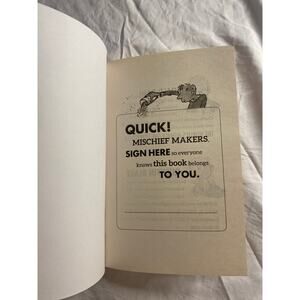 QUICK!
MISCHIEF MAKERS,
SIGN HERE so everyone
knows this book belongs
TO YOU.